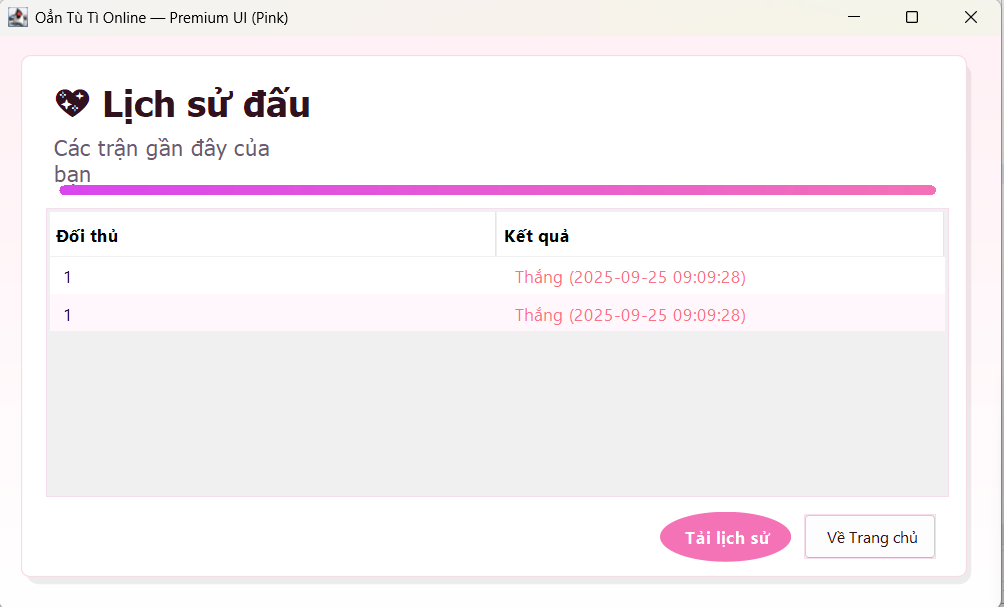 Oẳn Tù Tì Online — Premium UI (Pink)
💖 Lịch sử đấu
Các trận gần đây của
bạn
Đối thủ Kết quả
1 Thắng (2025-09-25 09:09:28)
1 Thắng (2025-09-25 09:09:28)
Tải lịch sử Về Trang chủ